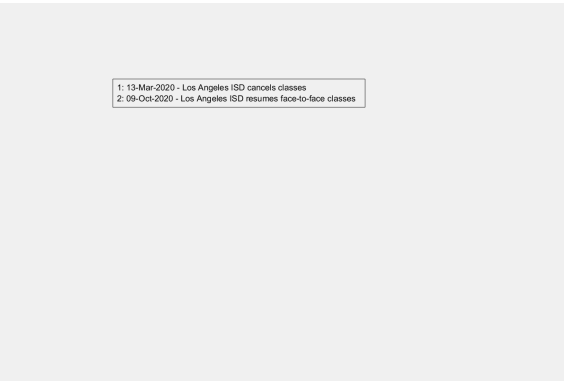 1: 13-Mar-2020 - Los Angeles ISD cancels classes
2: 09-Oct-2020 - Los Angeles ISD resumes face-to-face classes